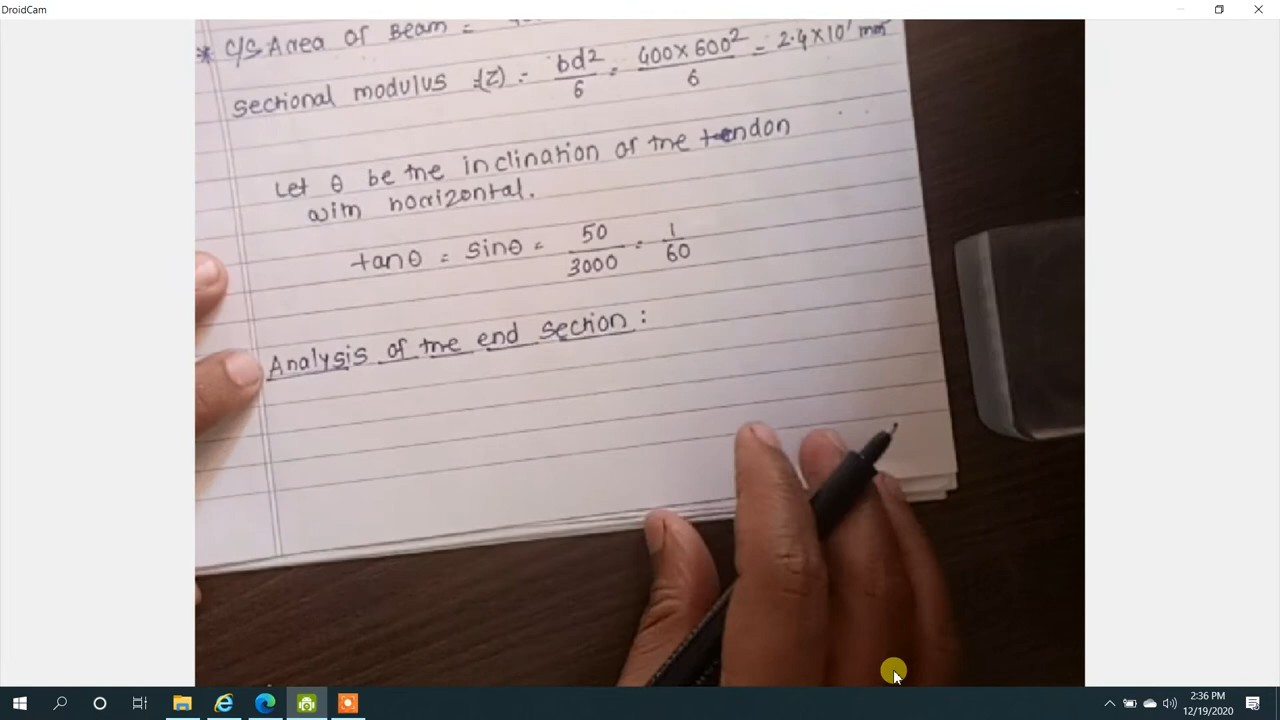 DroidCam
* C/S Area of Beam =
sectional modulus :(z) = bd²/6 = 400×600²/6 = 2.4×10⁷ mm³
Let θ be the inclination of the tendon
with horizontal.
tanθ = sinθ = 50/3000 = 1/60
Analysis of the end section :
2:36 PM
12/19/2020